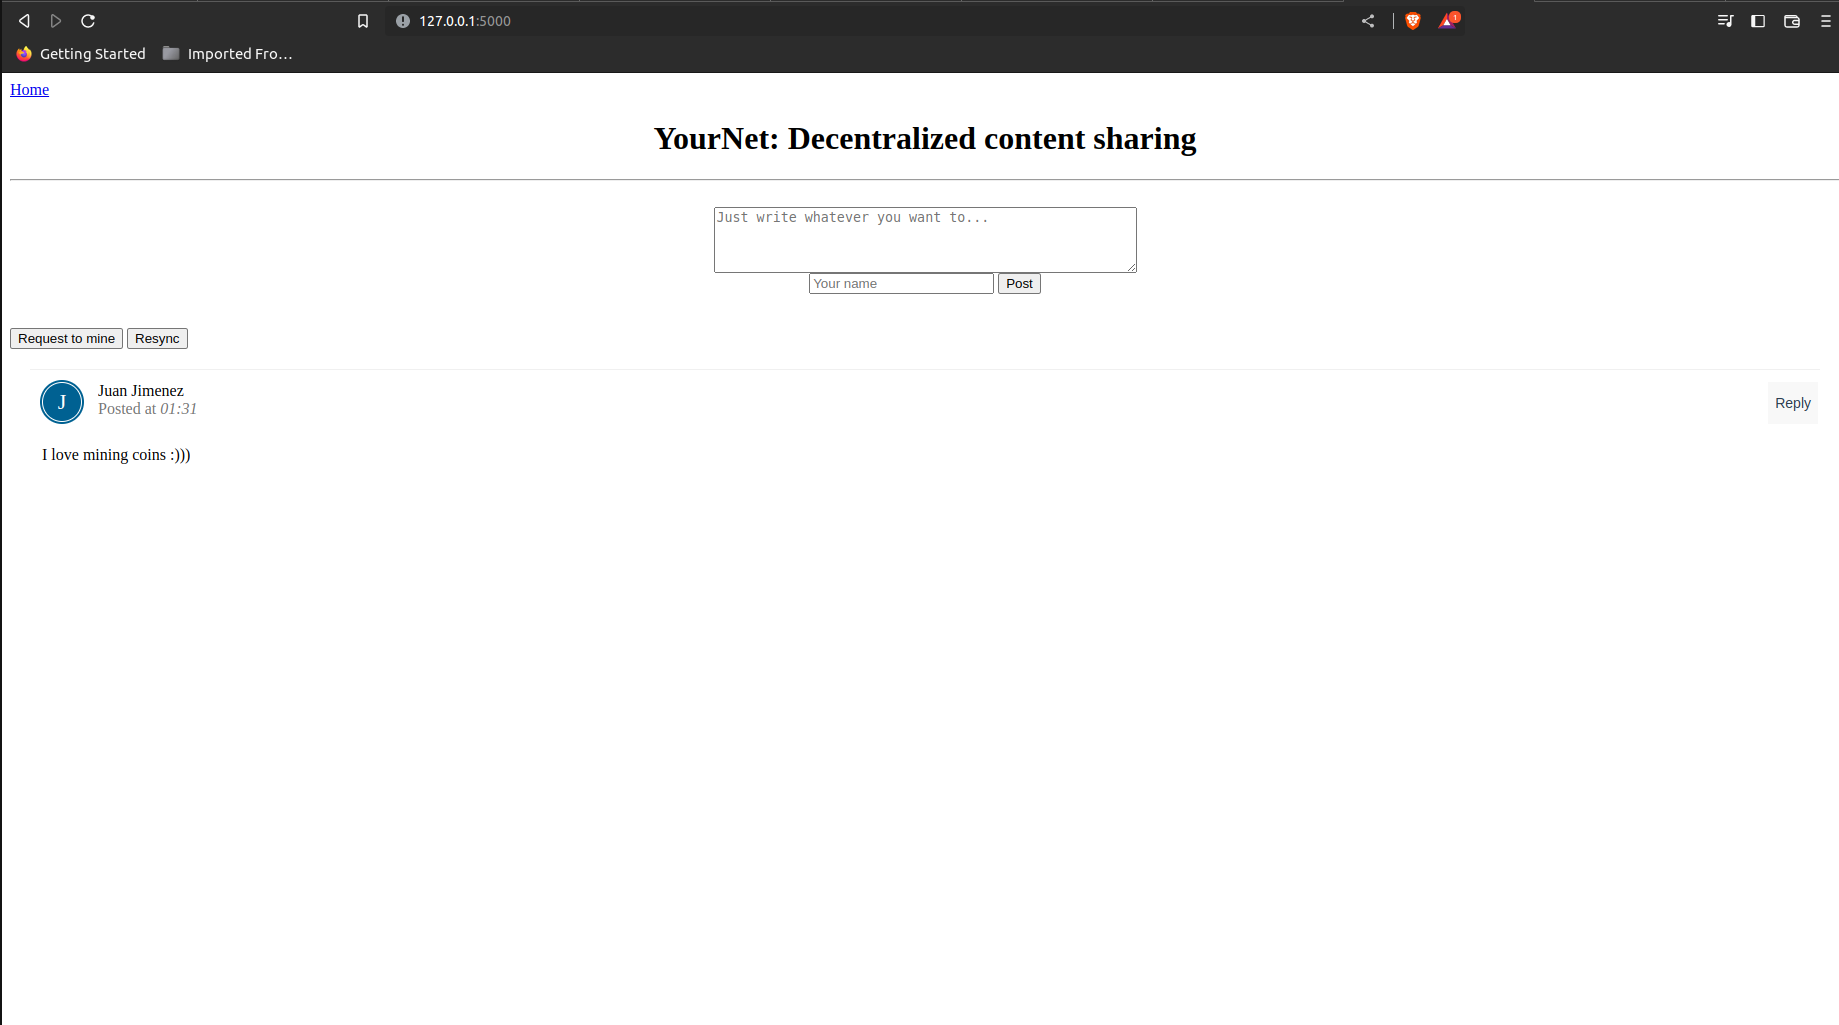 127.0.0.1:5000
1
Getting Started Imported Fro...
Home
YourNet: Decentralized content sharing
Just write whatever you want to...
Your name Post
Request to mine Resync
J
Juan Jimenez
Posted at 01:31
Reply
I love mining coins :)))